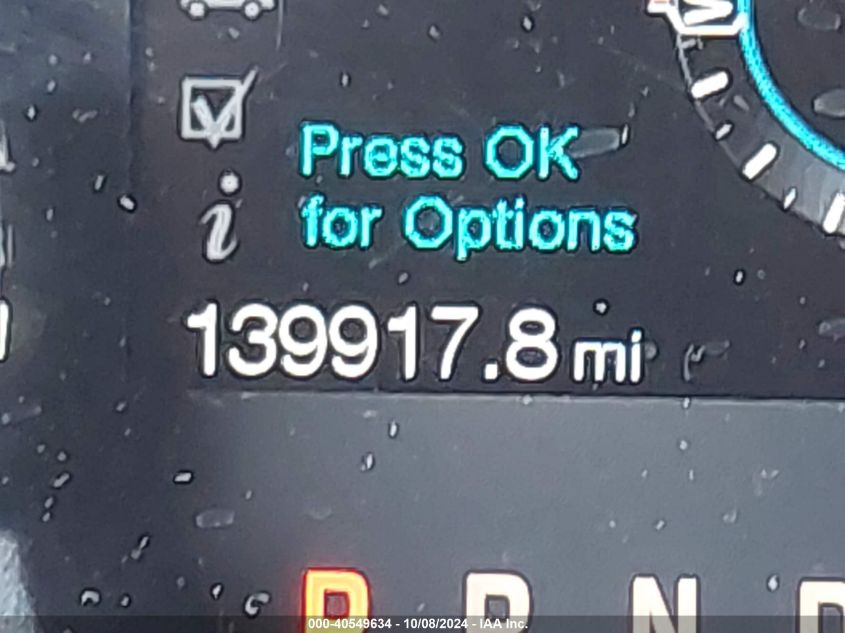 Press OK
for Options
139917.8 mi
P R N D
000-40549634 - 10/08/2024 - IAA Inc.